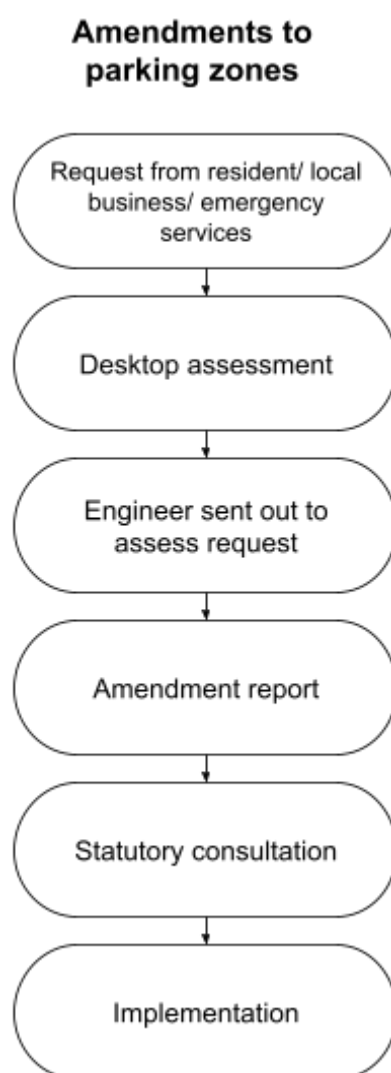 Amendments to
parking zones
Request from resident/ local
business/ emergency
services
Desktop assessment
Engineer sent out to
assess request
Amendment report
Statutory consultation
Implementation